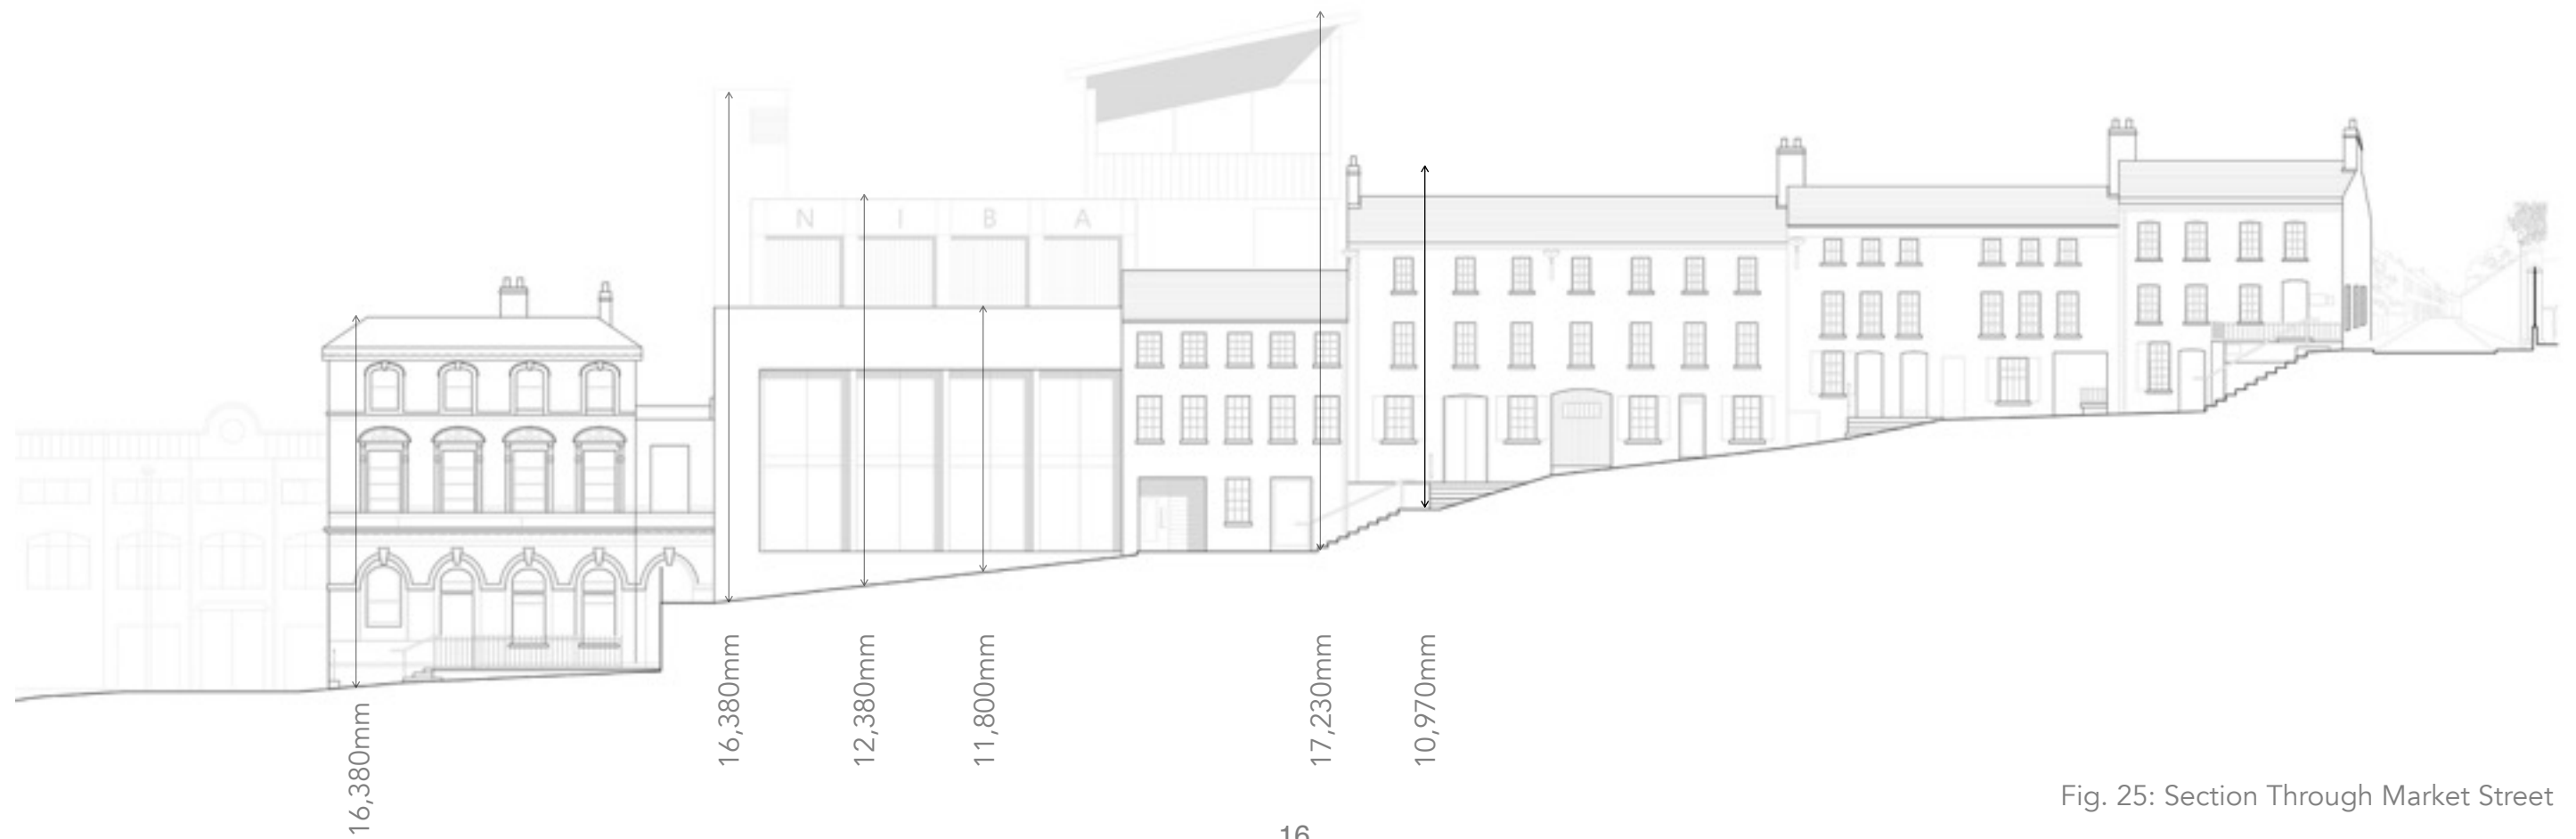 N I B A
16,380mm
16,380mm
12,380mm
11,800mm
17,230mm
10,970mm
Fig. 25: Section Through Market Street
16